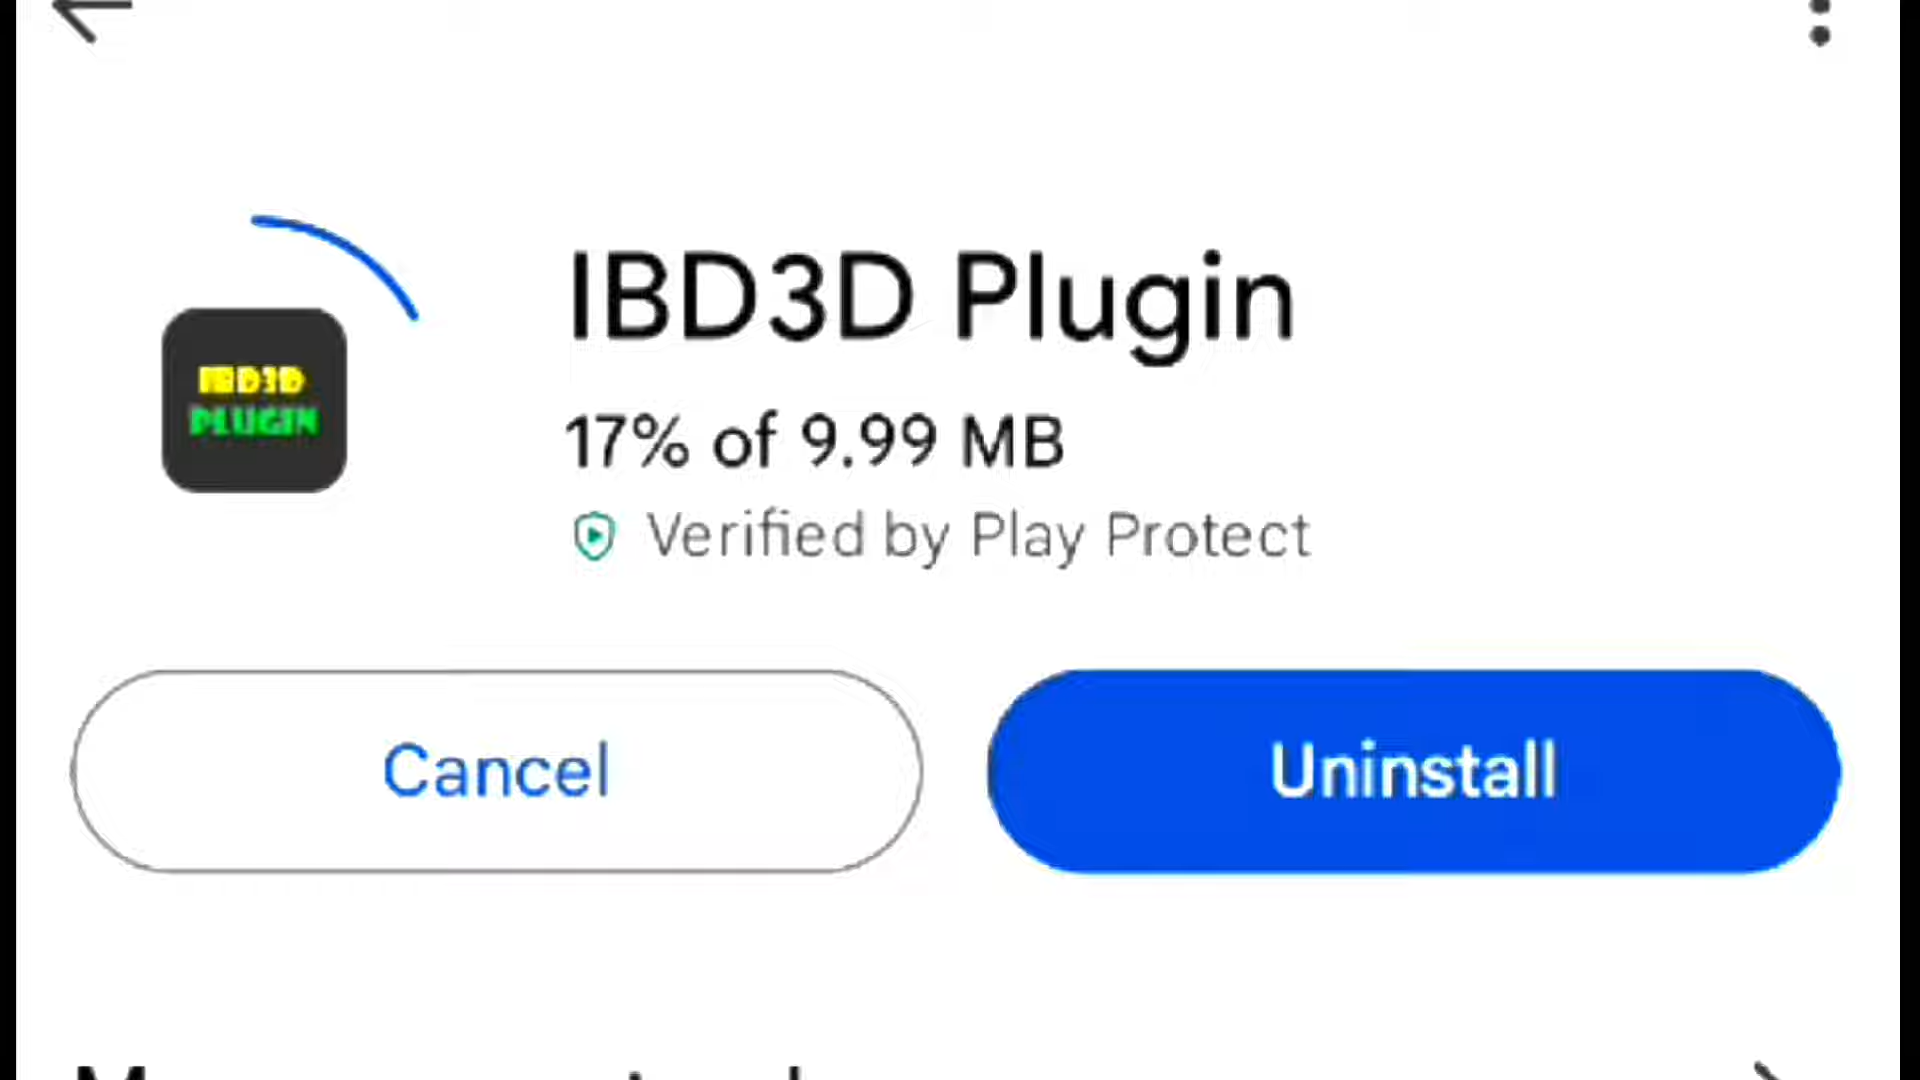 IBD3D Plugin
IBD3D
PLUGIN
17% of 9.99 MB
Verified by Play Protect
Cancel
Uninstall